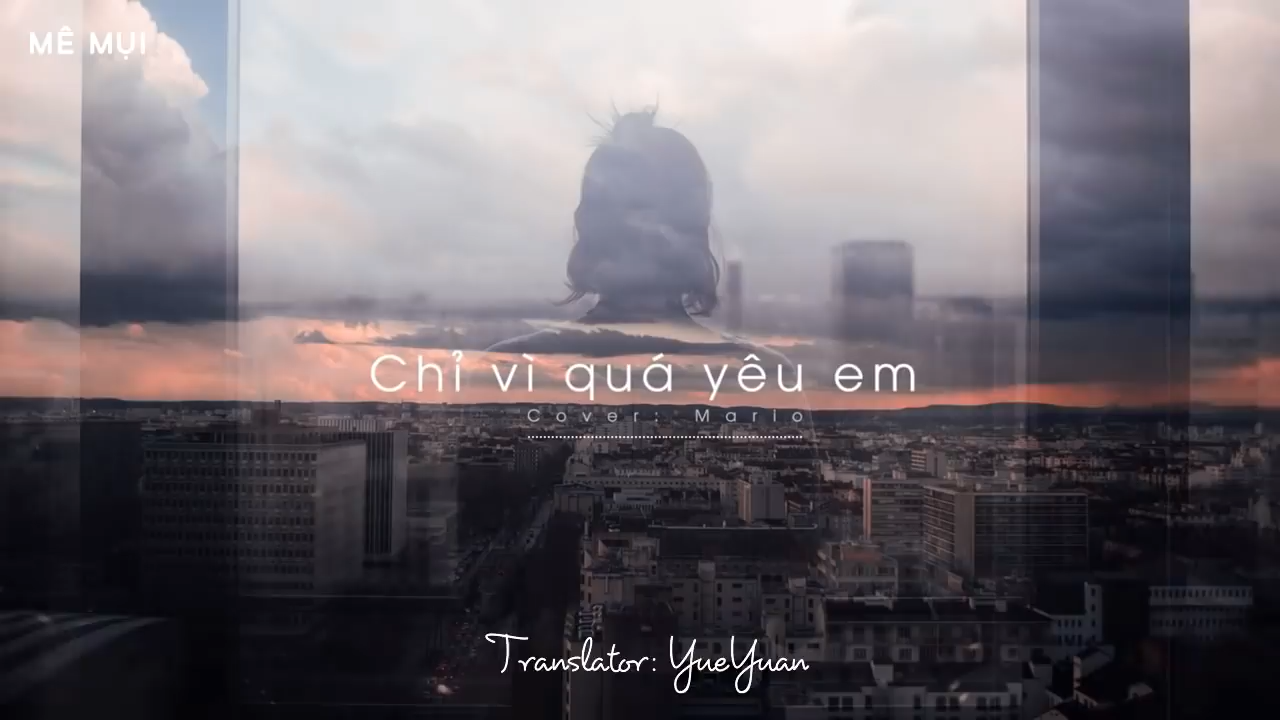 MÊ MỤI
Chỉ vì quá yêu em
Cover: Mario
Translator: YueYuan